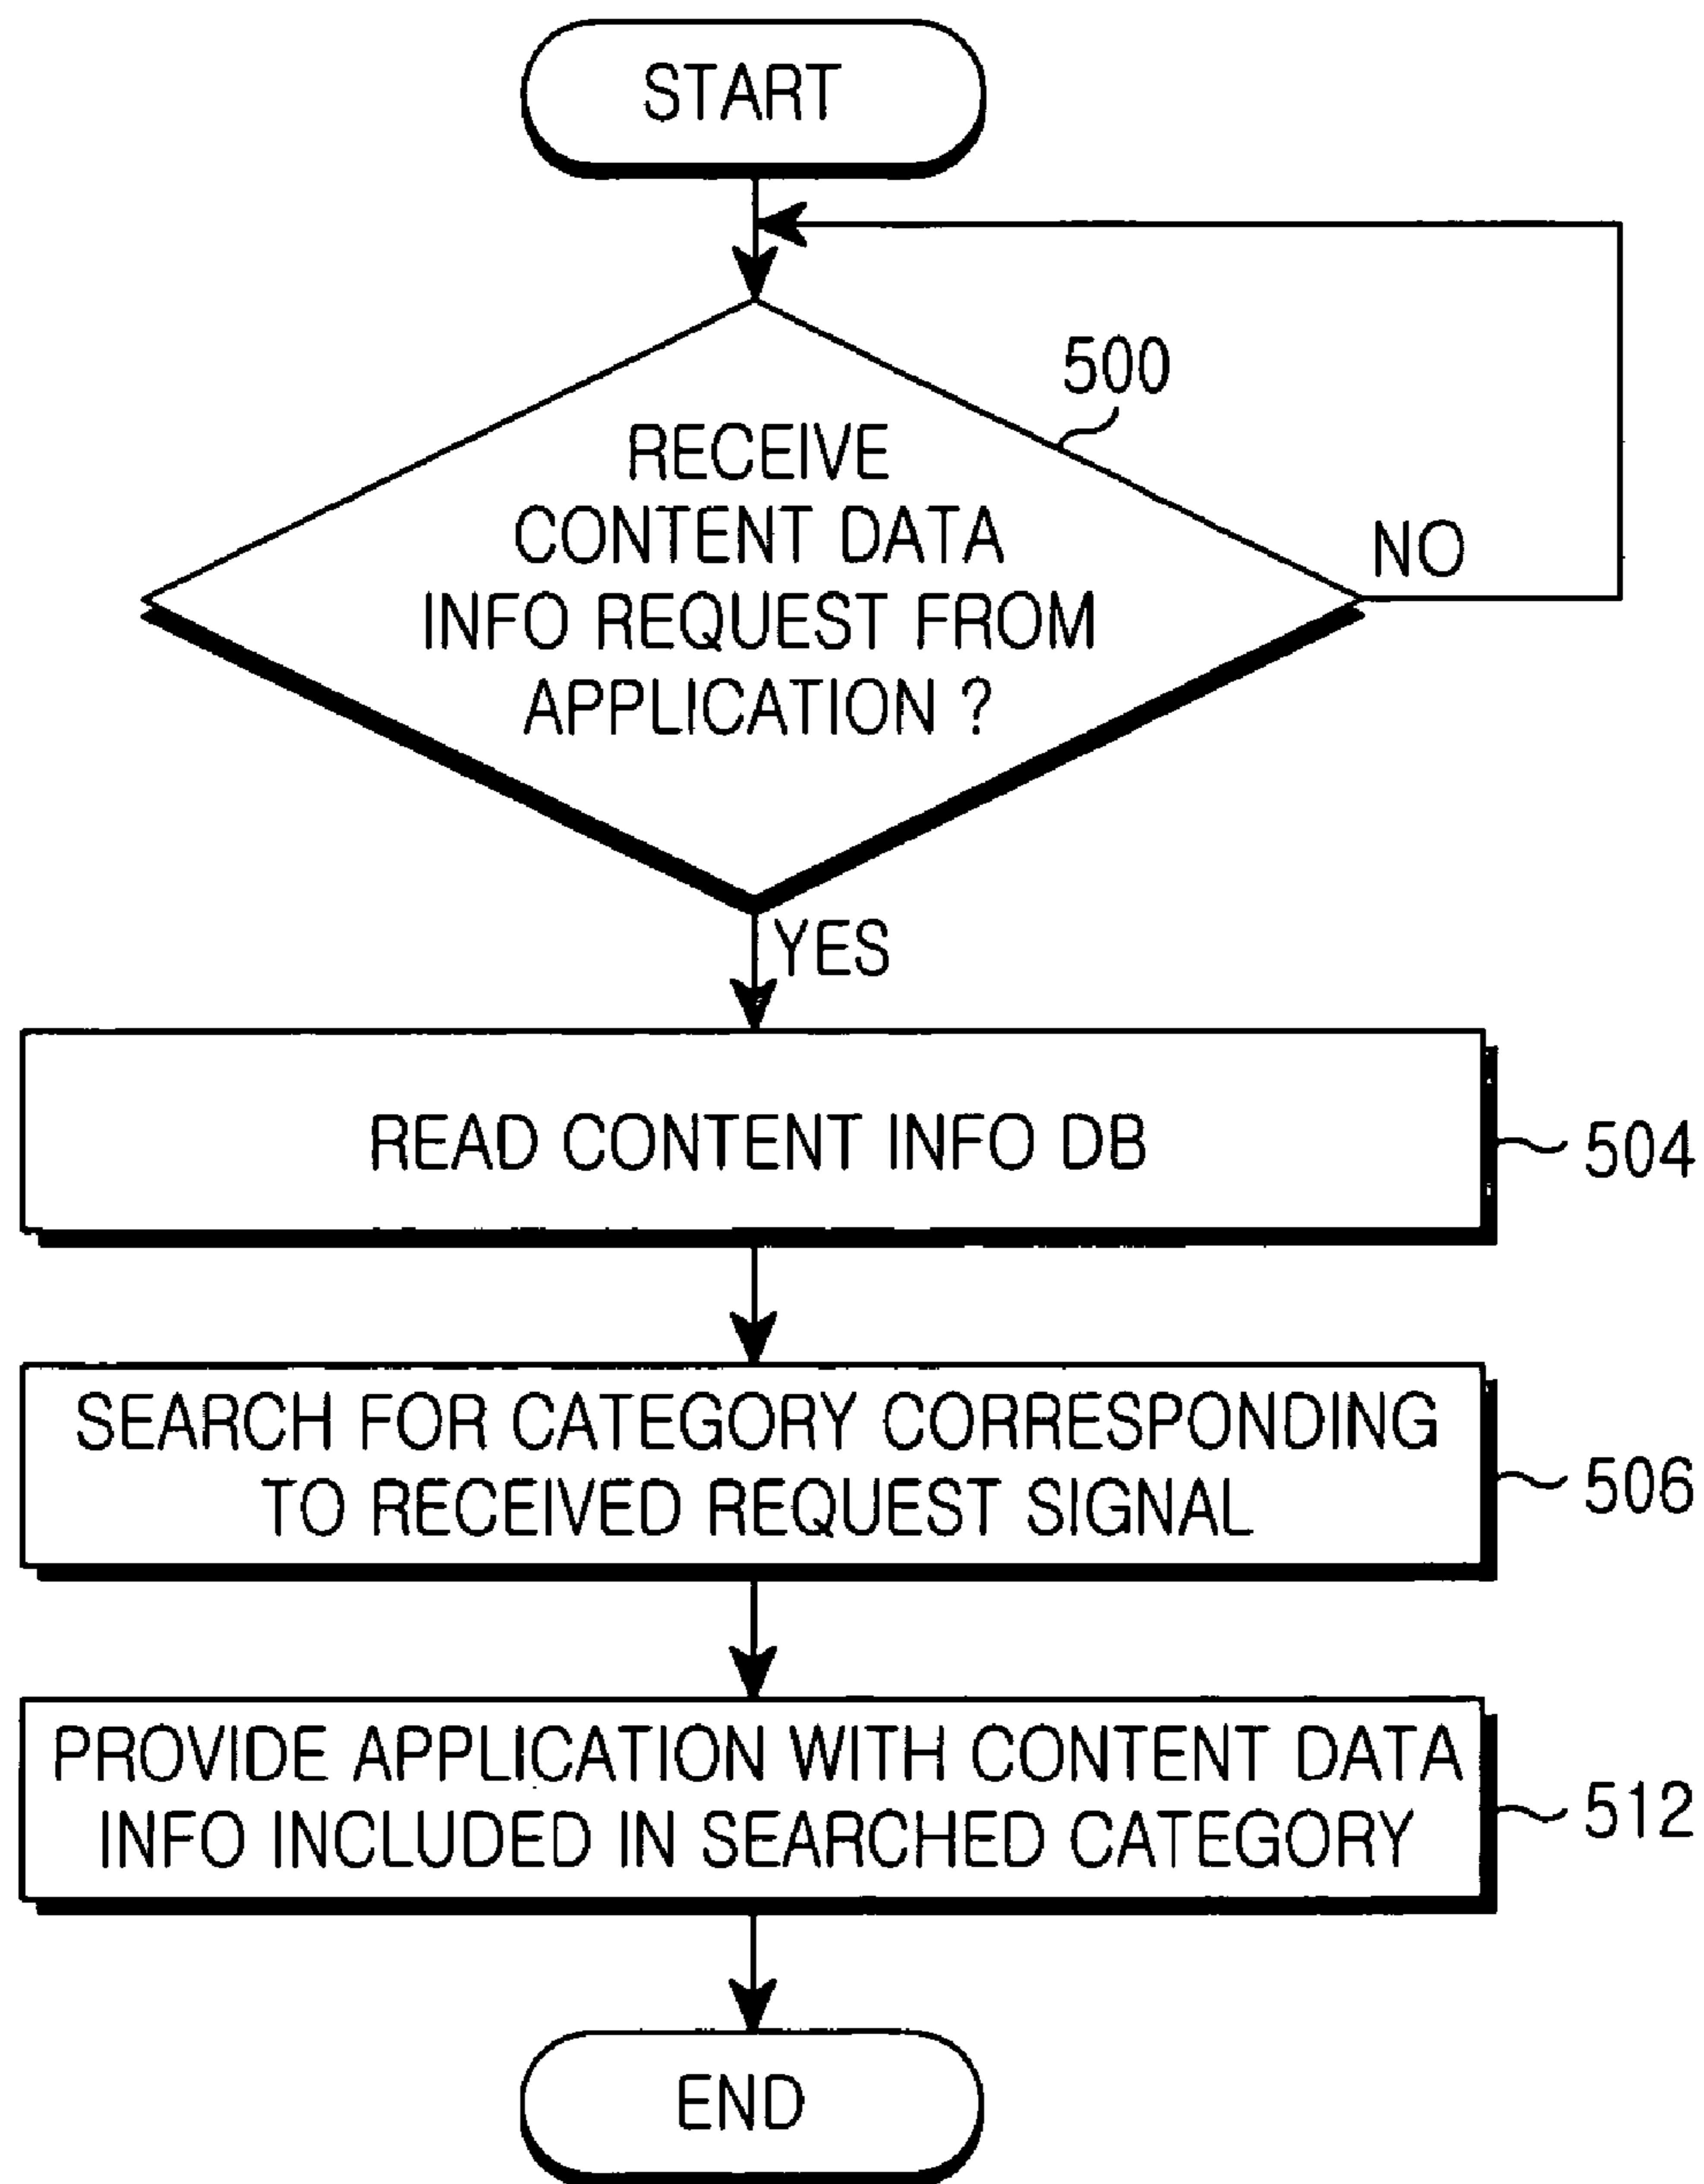 START
500
RECEIVE
CONTENT DATA
INFO REQUEST FROM
APPLICATION ?
NO
YES
READ CONTENT INFO DB
504
SEARCH FOR CATEGORY CORRESPONDING
TO RECEIVED REQUEST SIGNAL
506
PROVIDE APPLICATION WITH CONTENT DATA
INFO INCLUDED IN SEARCHED CATEGORY
512
END